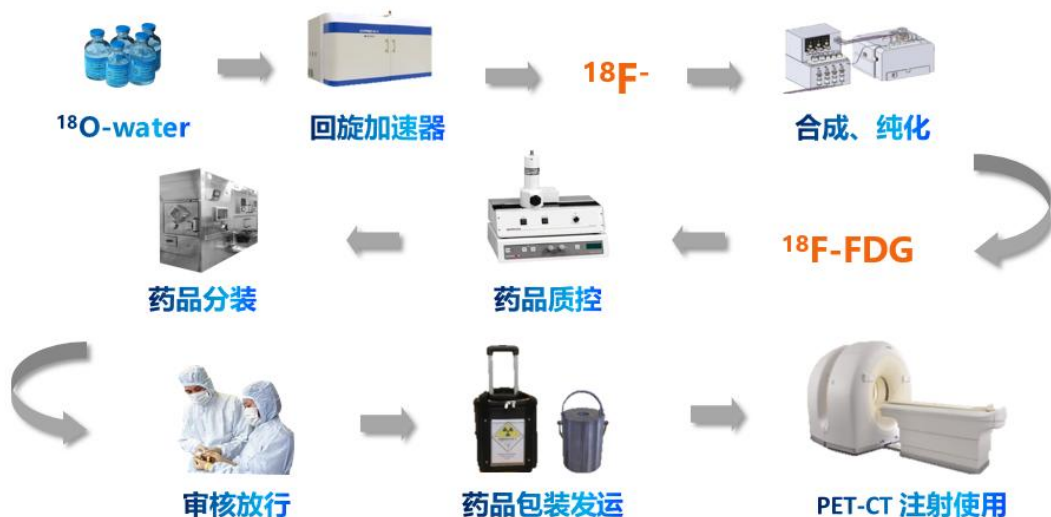 ¹⁸O-water
回旋加速器
¹⁸F⁻
合成、纯化
¹⁸F-FDG
药品质控
药品分装
审核放行
药品包装发运
PET-CT 注射使用